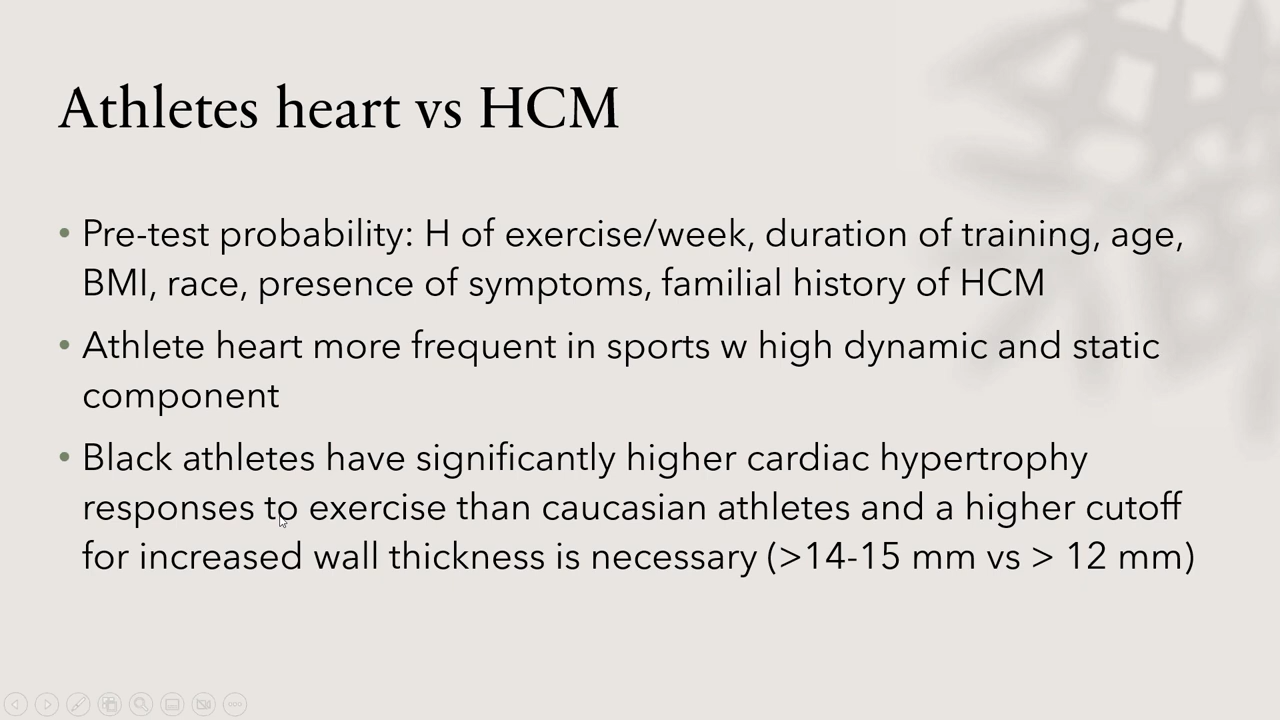 Athletes heart vs HCM
• Pre-test probability: H of exercise/week, duration of training, age,
BMI, race, presence of symptoms, familial history of HCM
• Athlete heart more frequent in sports w high dynamic and static
component
• Black athletes have significantly higher cardiac hypertrophy
responses to exercise than caucasian athletes and a higher cutoff
for increased wall thickness is necessary (>14-15 mm vs > 12 mm)